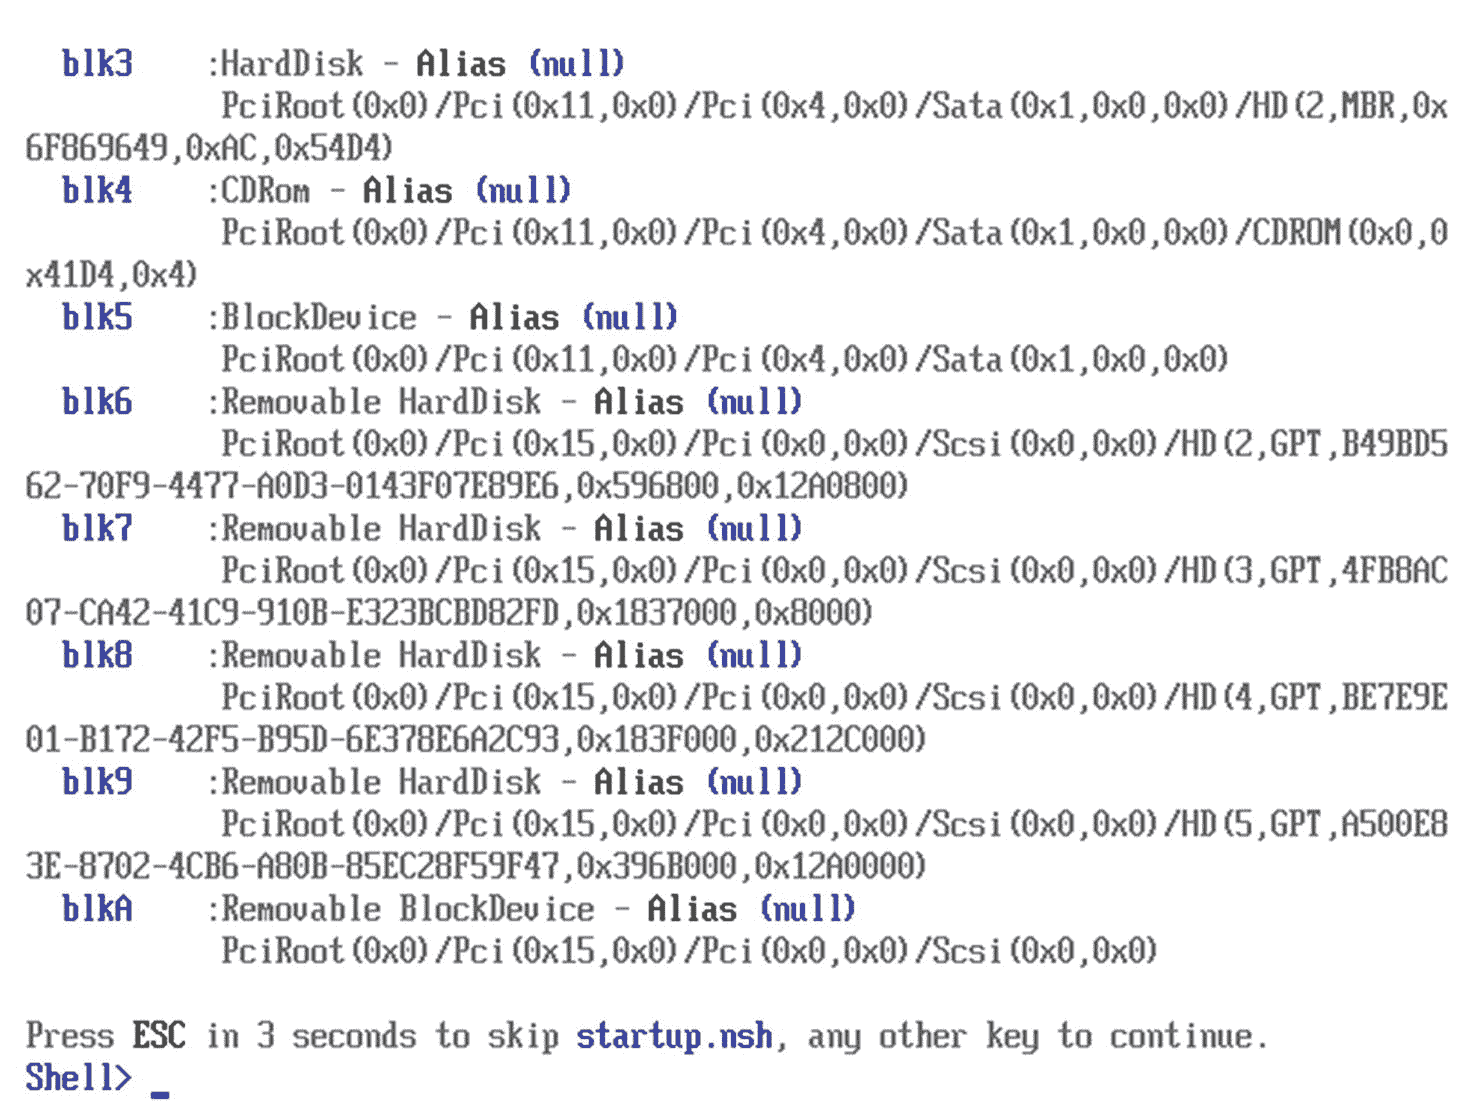 blk3 :HardDisk - Alias (null)
PciRoot(0x0)/Pci(0x11,0x0)/Pci(0x4,0x0)/Sata(0x1,0x0,0x0)/HD(2,MBR,0x
6F869649,0xAC,0x54D4)
blk4 :CDRom - Alias (null)
PciRoot(0x0)/Pci(0x11,0x0)/Pci(0x4,0x0)/Sata(0x1,0x0,0x0)/CDROM(0x0,0
x41D4,0x4)
blk5 :BlockDevice - Alias (null)
PciRoot(0x0)/Pci(0x11,0x0)/Pci(0x4,0x0)/Sata(0x1,0x0,0x0)
blk6 :Removable HardDisk - Alias (null)
PciRoot(0x0)/Pci(0x15,0x0)/Pci(0x0,0x0)/Scsi(0x0,0x0)/HD(2,GPT,B49BD5
62-70F9-4477-A0D3-0143F07E89E6,0x596800,0x12A0800)
blk7 :Removable HardDisk - Alias (null)
PciRoot(0x0)/Pci(0x15,0x0)/Pci(0x0,0x0)/Scsi(0x0,0x0)/HD(3,GPT,4FB8AC
07-CA42-41C9-910B-E323BCBD82FD,0x1837000,0x8000)
blk8 :Removable HardDisk - Alias (null)
PciRoot(0x0)/Pci(0x15,0x0)/Pci(0x0,0x0)/Scsi(0x0,0x0)/HD(4,GPT,BE7E9E
01-B172-42F5-B95D-6E378E6A2C93,0x183F000,0x212C000)
blk9 :Removable HardDisk - Alias (null)
PciRoot(0x0)/Pci(0x15,0x0)/Pci(0x0,0x0)/Scsi(0x0,0x0)/HD(5,GPT,A500E8
3E-8702-4CB6-A80B-85EC28F59F47,0x396B000,0x12A0000)
blkA :Removable BlockDevice - Alias (null)
PciRoot(0x0)/Pci(0x15,0x0)/Pci(0x0,0x0)/Scsi(0x0,0x0)
Press ESC in 3 seconds to skip startup.nsh, any other key to continue.
Shell> _